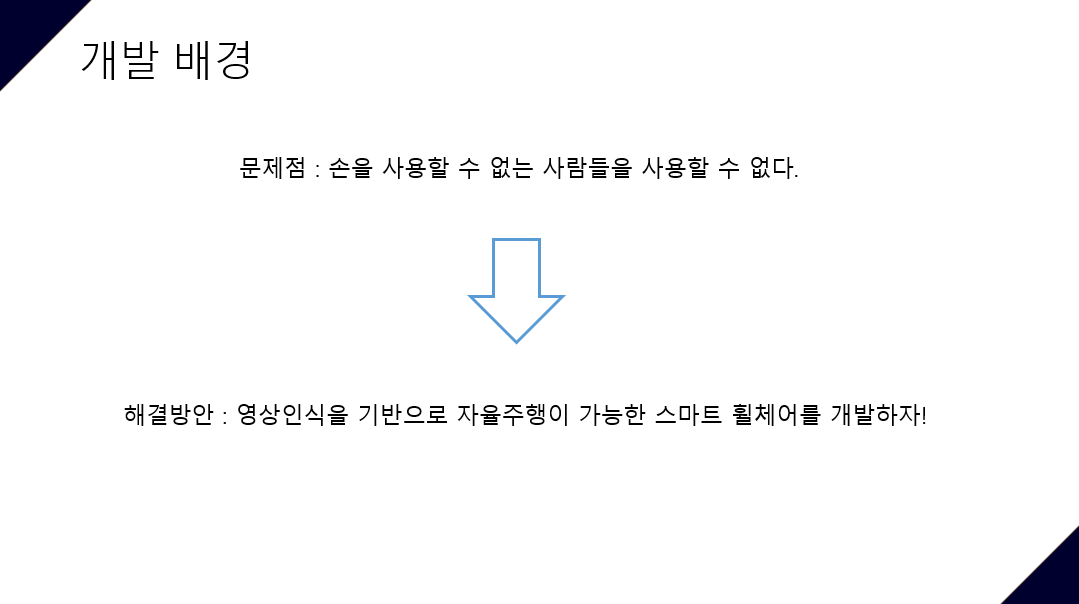 개발 배경
문제점 : 손을 사용할 수 없는 사람들을 사용할 수 없다.
해결방안 : 영상인식을 기반으로 자율주행이 가능한 스마트 휠체어를 개발하자!